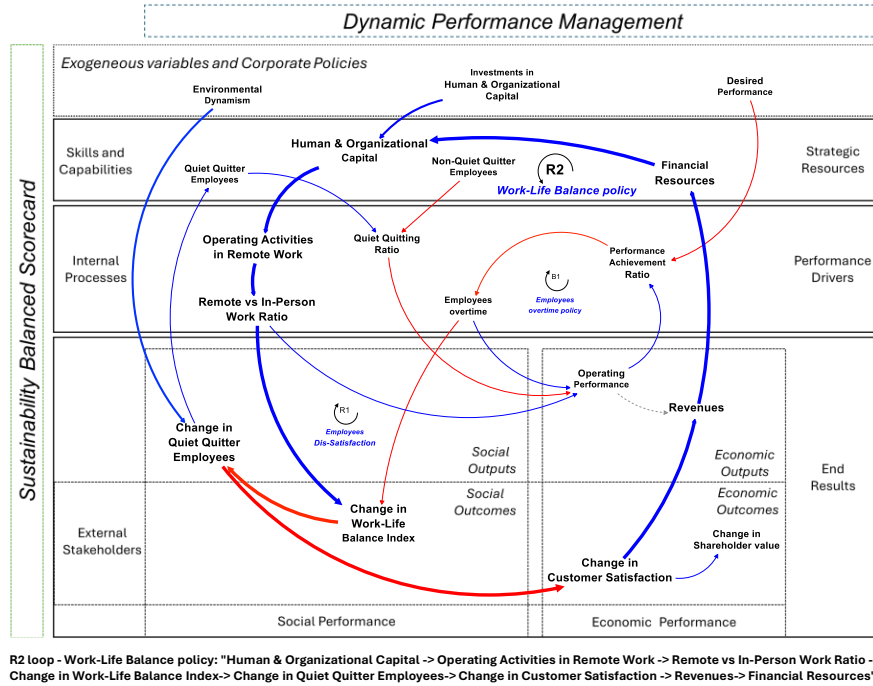 Dynamic Performance Management
Sustainability Balanced Scorecard
Exogeneous variables and Corporate Policies
Environmental
Dynamism
Investments in
Human & Organizational
Capital
Desired
Performance
Skills and
Capabilities
Human & Organizational
Capital
Quiet Quitter
Employees
Non-Quiet Quitter
Employees
R2
Work-Life Balance policy
Financial
Resources
Strategic
Resources
Internal
Processes
Operating Activities
in Remote Work
Quiet Quitting
Ratio
Performance
Achievement
Ratio
Performance
Drivers
Remote vs In-Person
Work Ratio
Employees
overtime
B1
Employees
overtime policy
Operating
Performance
Revenues
R1
Employees
Dis-Satisfaction
Change in
Quiet Quitter
Employees
Social
Outputs
Economic
Outputs
End
Results
Social
Outcomes
Economic
Outcomes
External
Stakeholders
Change in
Work-Life
Balance Index
Change in
Shareholder value
Change in
Customer Satisfaction
Social Performance
Economic Performance
R2 loop - Work-Life Balance policy: "Human & Organizational Capital -> Operating Activities in Remote Work -> Remote vs In-Person Work Ratio -
Change in Work-Life Balance Index-> Change in Quiet Quitter Employees-> Change in Customer Satisfaction -> Revenues-> Financial Resources"